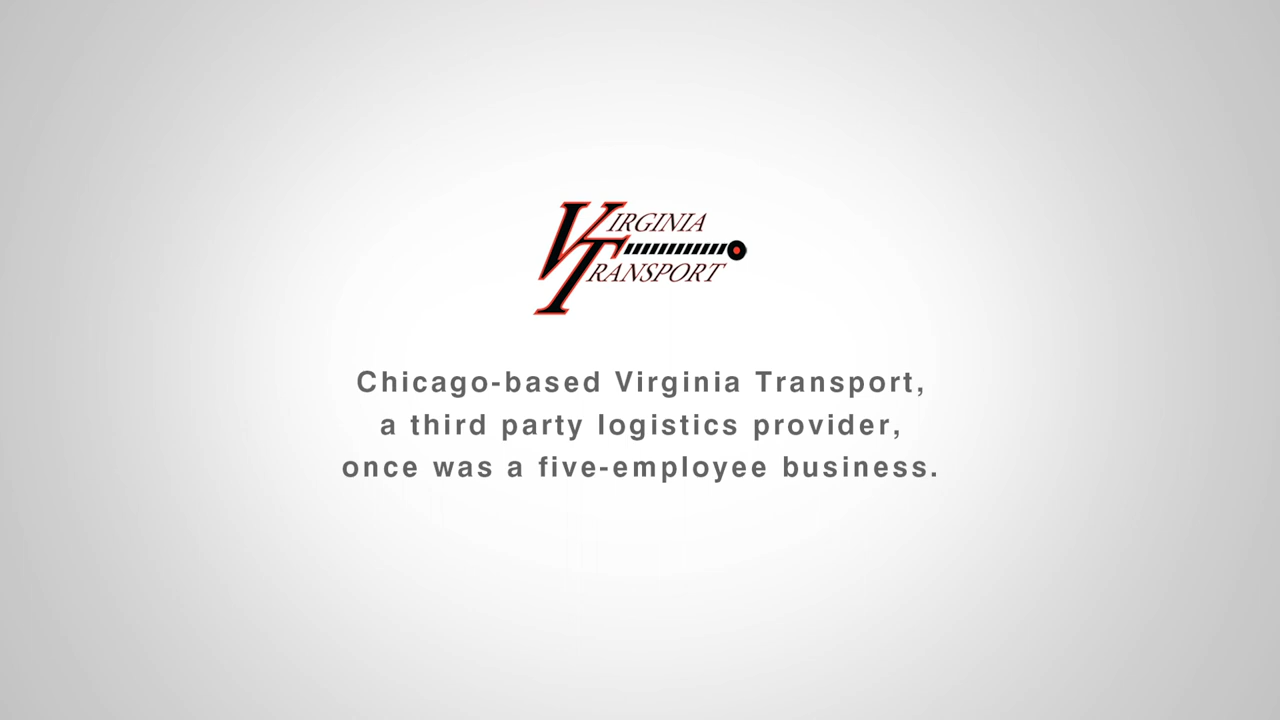 VIRGINIA
TRANSPORT
Chicago-based Virginia Transport,
a third party logistics provider,
once was a five-employee business.